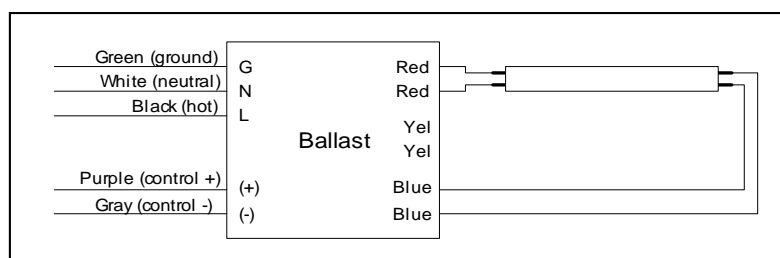 Green (ground)
White (neutral)
Black (hot)
Purple (control +)
Gray (control -)
G
N
L
(+)
(-)
Ballast
Red
Red
Yel
Yel
Blue
Blue